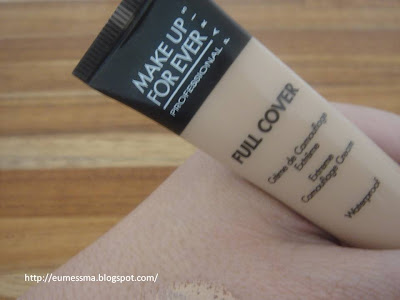 MAKE UP
FOR EVER
PROFESSIONAL
FULL COVER
Crème de Camouflage
Extrême
Extreme
Camouflage Cream
Waterproof
http://eumessma.blogspot.com/